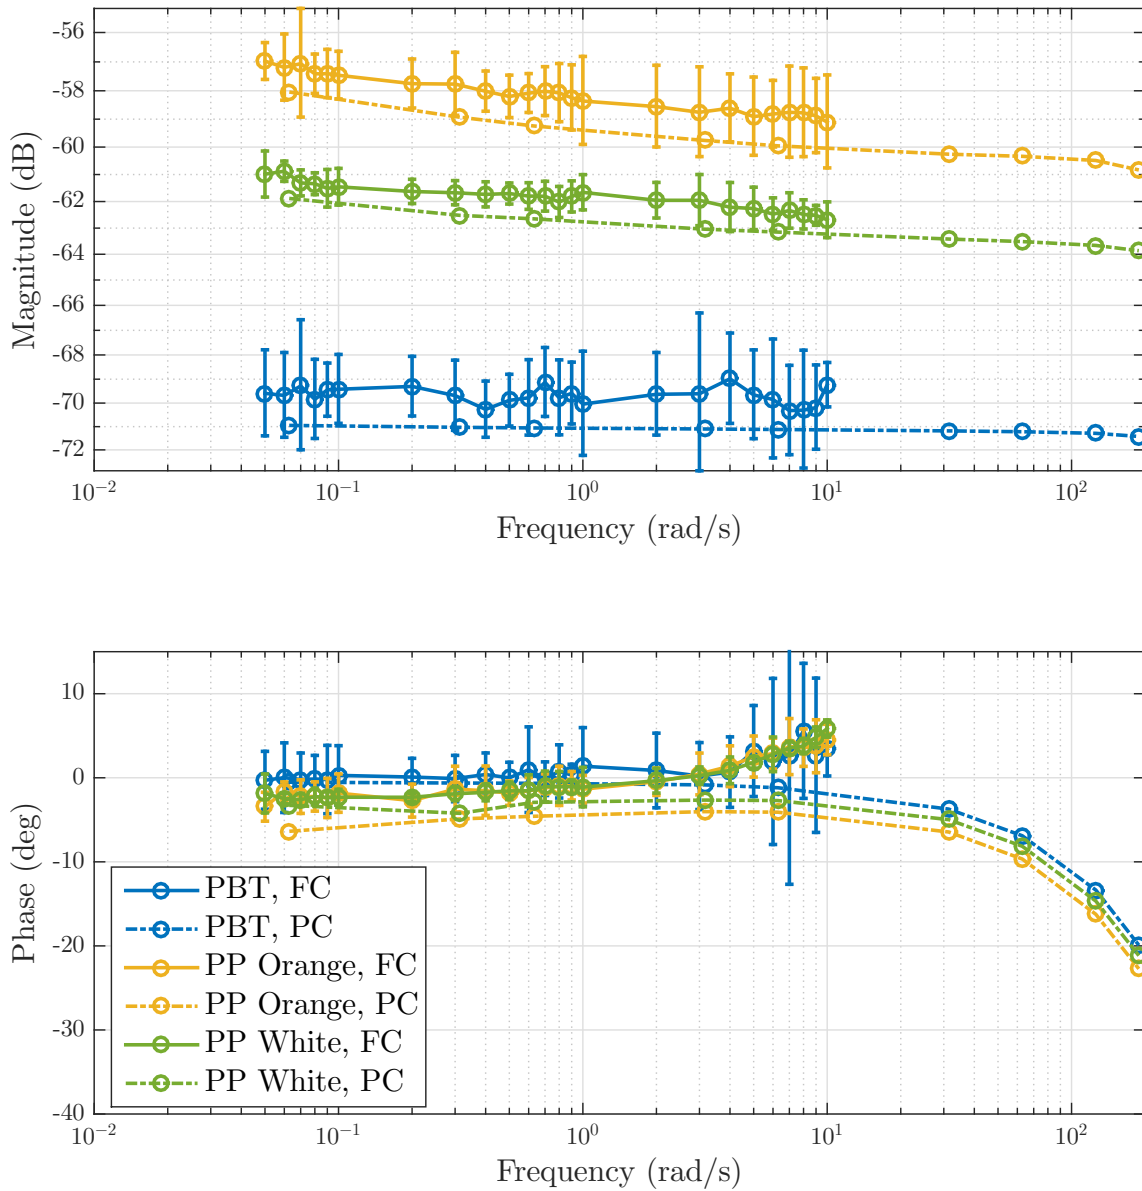 -56
-58
-60
-62
-64
-66
-68
-70
-72
Magnitude (dB)
10^-2 10^-1 10^0 10^1 10^2
Frequency (rad/s)
10
0
-10
-20
-30
-40
Phase (deg)
PBT, FC
PBT, PC
PP Orange, FC
PP Orange, PC
PP White, FC
PP White, PC
10^-2 10^-1 10^0 10^1 10^2
Frequency (rad/s)